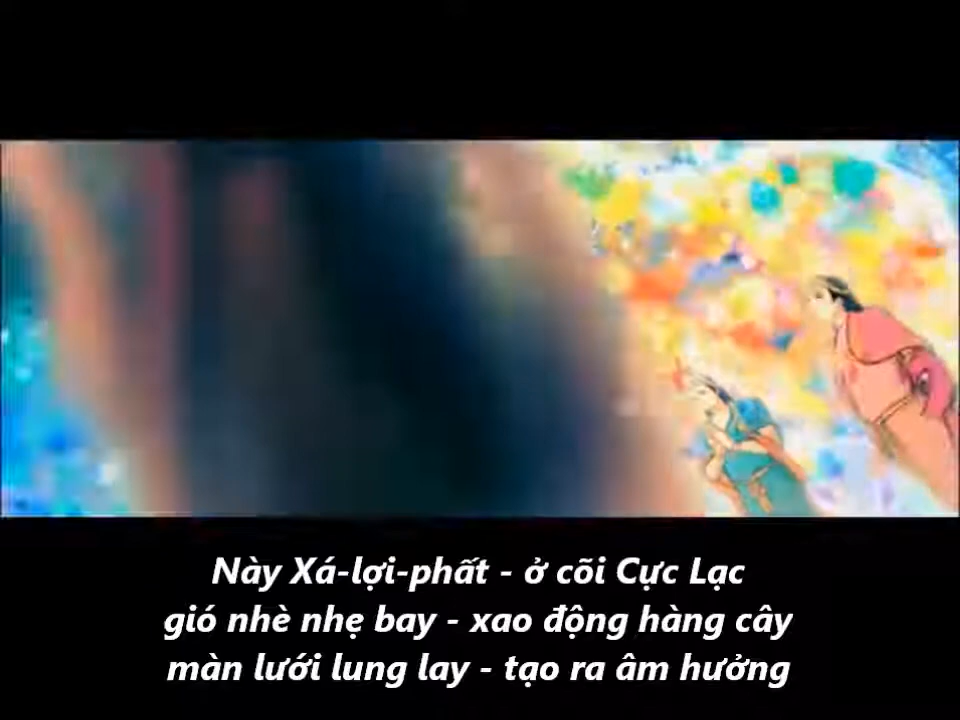 Này Xá-lợi-phất - ở cõi Cực Lạc
gió nhè nhẹ bay - xao động hàng cây
màn lưới lung lay - tạo ra âm hưởng